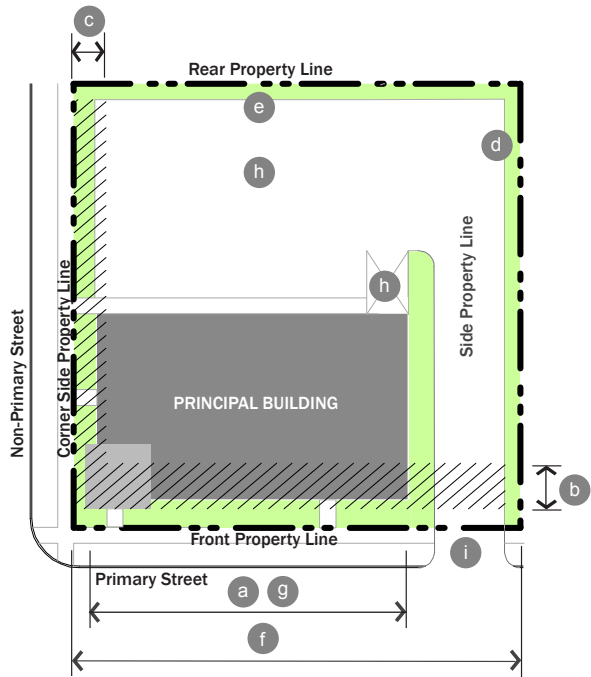 c
Rear Property Line
e
d
h
Side Property Line
h
Corner Side Property Line
Non-Primary Street
PRINCIPAL BUILDING
b
Front Property Line
i
Primary Street
a g
f